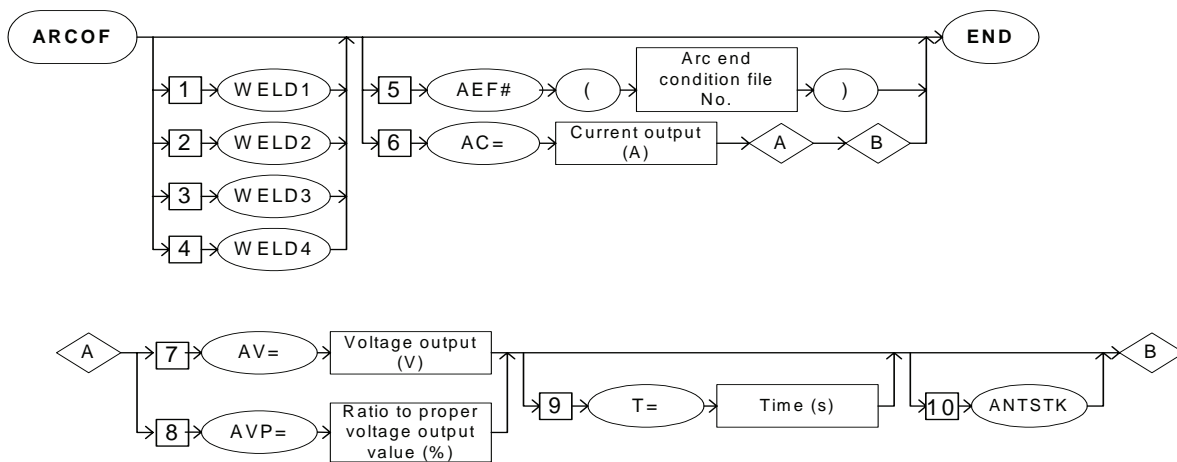 ARCOF
END
1 WELD1
2 WELD2
3 WELD3
4 WELD4
5 AEF# (
Arc end
condition file
No.
)
6 AC=
Current output
(A)
A
B
A
7 AV=
Voltage output
(V)
8 AVP=
Ratio to proper
voltage output
value (%)
9 T= Time (s)
10 ANTSTK
B